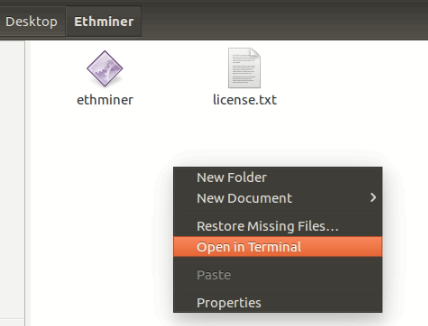 Desktop Ethminer
ethminer license.txt
New Folder
New Document
Restore Missing Files...
Open in Terminal
Paste
Properties